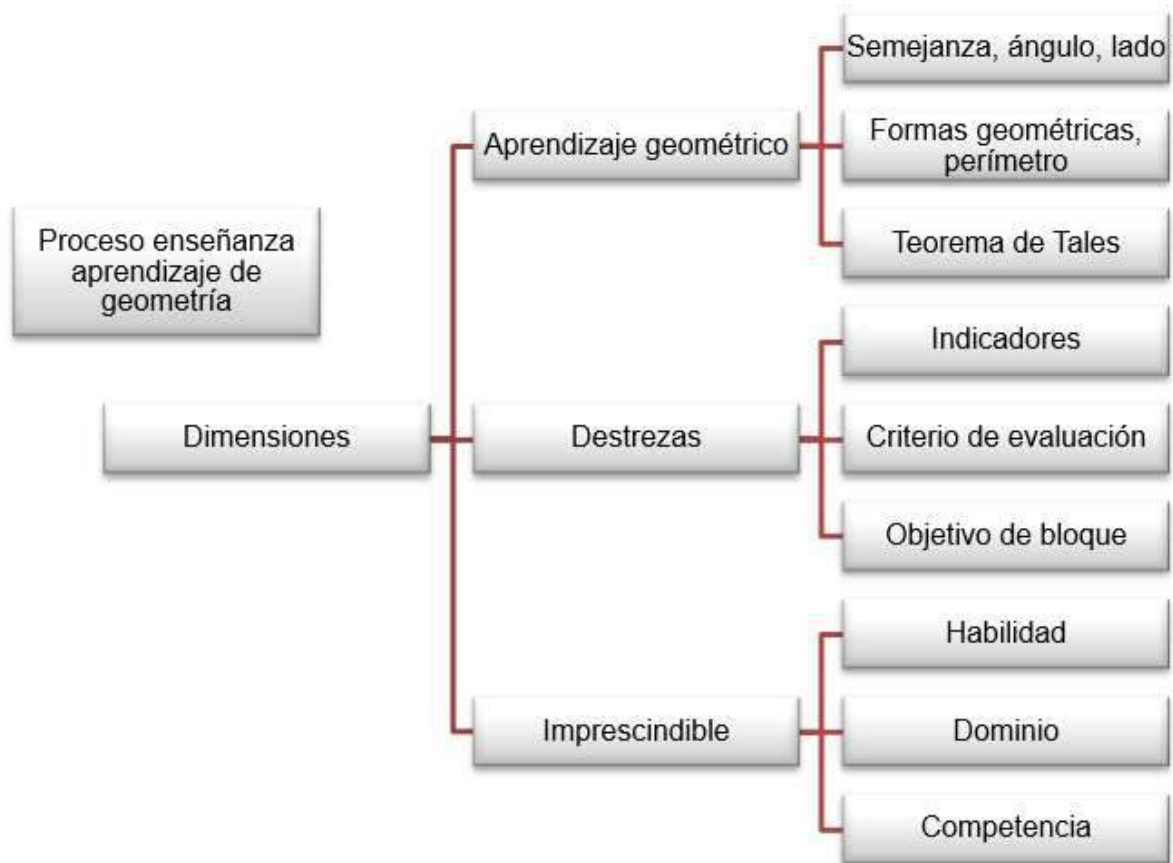 Proceso enseñanza
aprendizaje de
geometría
Dimensiones
Aprendizaje geométrico
Semejanza, ángulo, lado
Formas geométricas,
perímetro
Teorema de Tales
Destrezas
Indicadores
Criterio de evaluación
Objetivo de bloque
Imprescindible
Habilidad
Dominio
Competencia